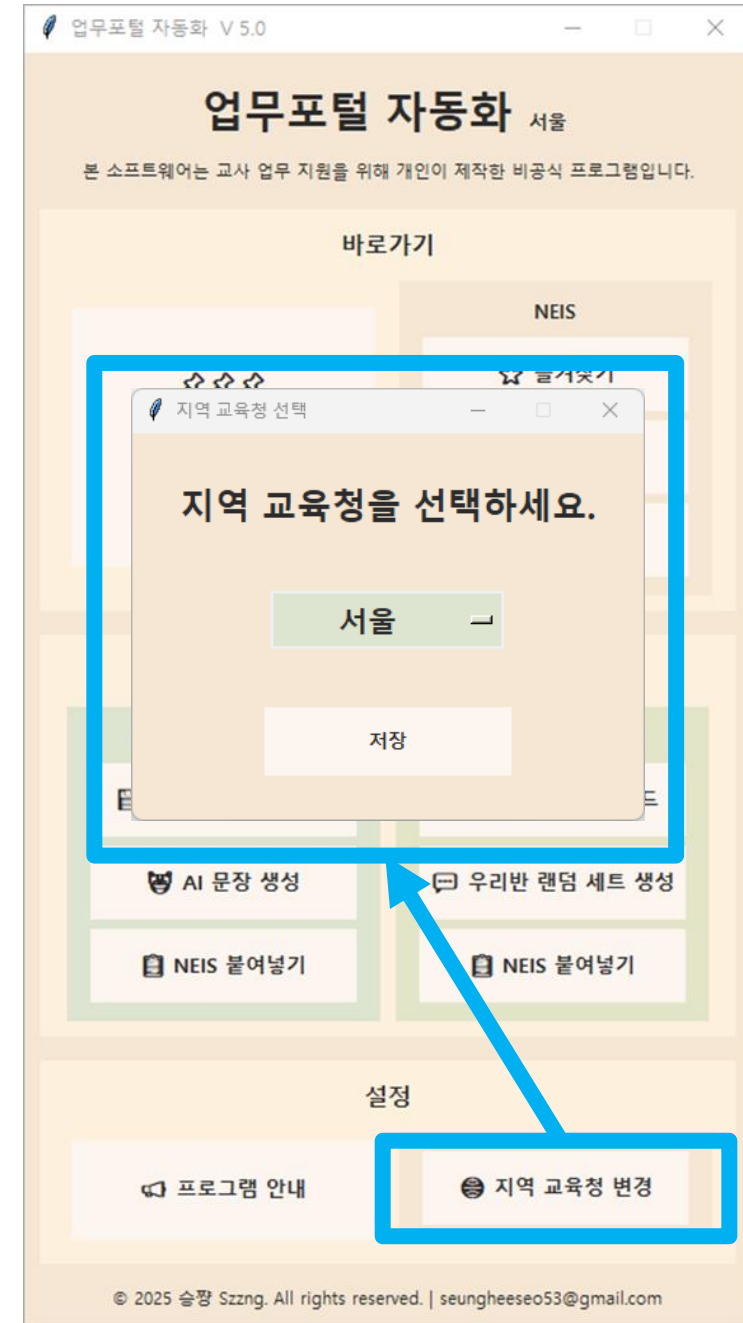 업무포털 자동화 V 5.0
업무포털 자동화 서울
본 소프트웨어는 교사 업무 지원을 위해 개인이 제작한 비공식 프로그램입니다.
바로가기
NEIS
즐겨찾기
지역 교육청 선택
지역 교육청을 선택하세요.
서울
저장
드
AI 문장 생성
우리반 랜덤 세트 생성
NEIS 붙여넣기
NEIS 붙여넣기
설정
프로그램 안내
지역 교육청 변경
© 2025 승쨩 Szzng. All rights reserved. | seungheeseo53@gmail.com